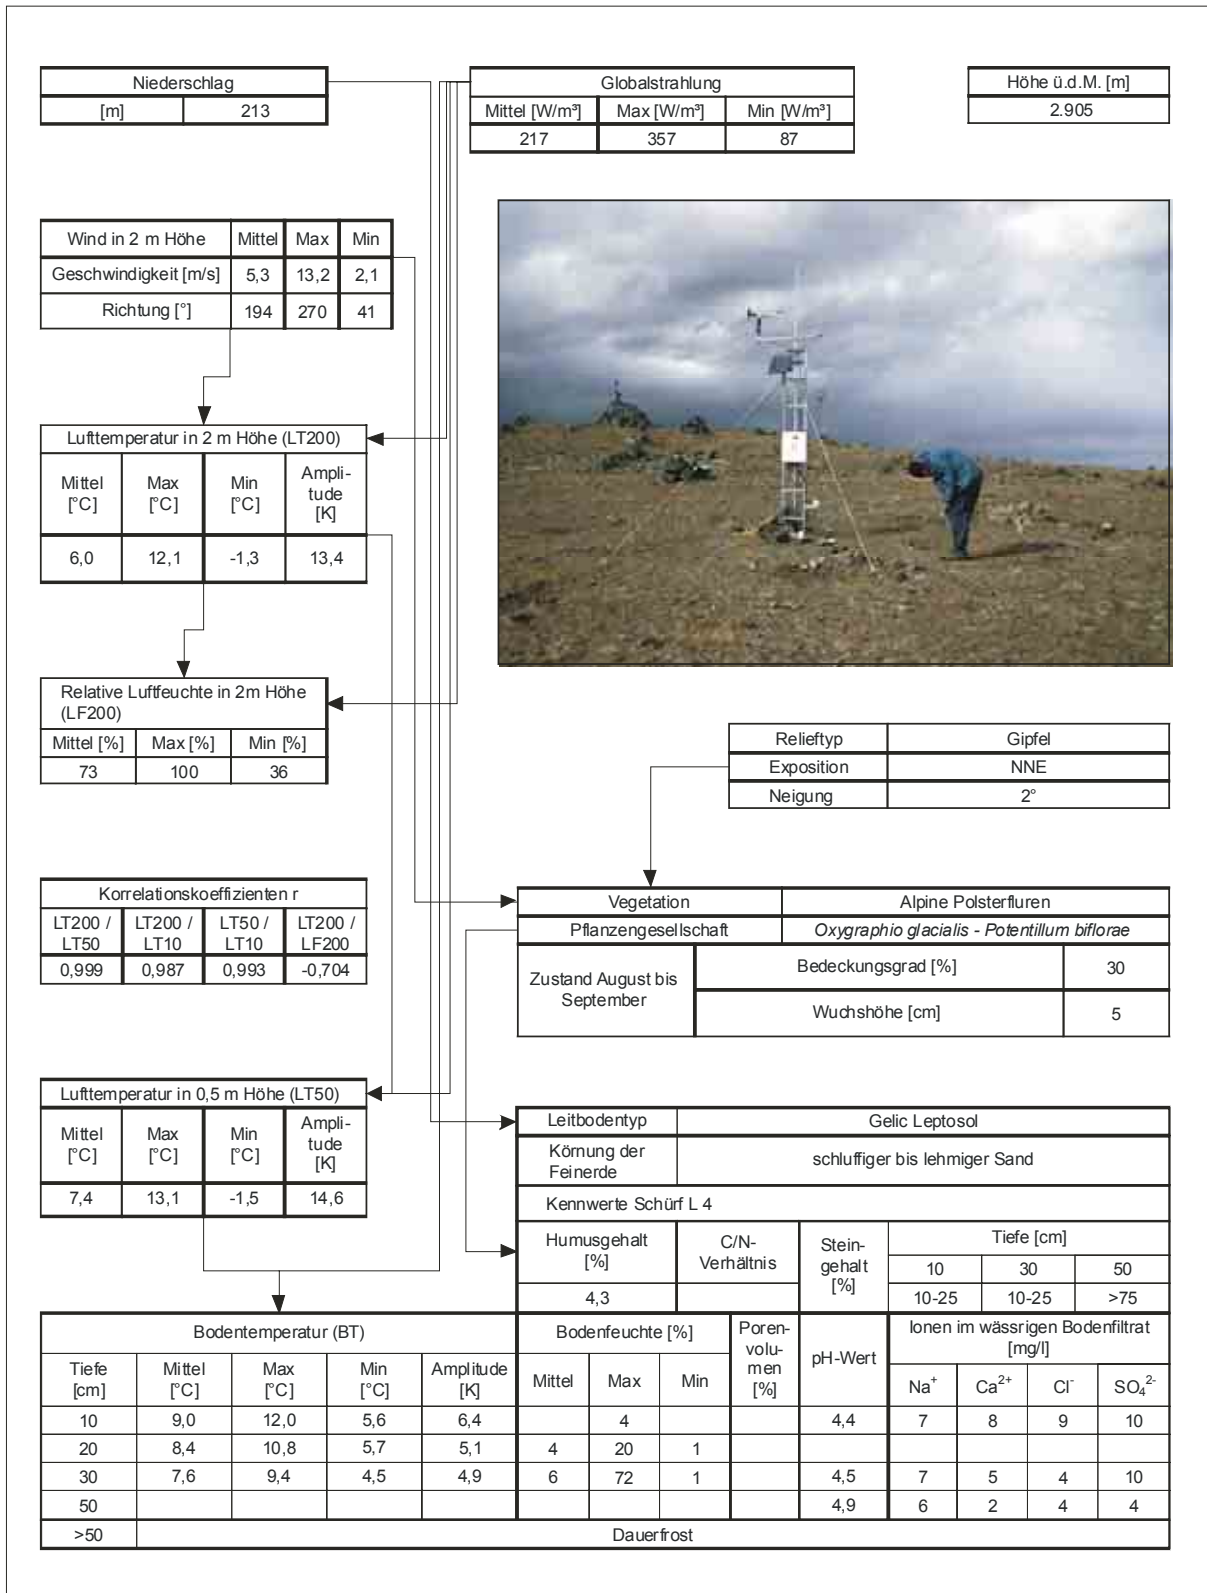 Niederschlag
[m] 213
Globalstrahlung
Mittel [W/m³] Max [W/m³] Min [W/m³]
217 357 87
Höhe ü.d.M. [m]
2.905
Wind in 2 m Höhe Mittel Max Min
Geschwindigkeit [m/s] 5,3 13,2 2,1
Richtung [°] 194 270 41
Lufttemperatur in 2 m Höhe (LT200)
Mittel [°C] Max [°C] Min [°C] Ampli-
tude [K]
6,0 12,1 -1,3 13,4
Relative Luftfeuchte in 2m Höhe
(LF200)
Mittel [%] Max [%] Min [%]
73 100 36
Relieftyp Gipfel
Exposition NNE
Neigung 2°
Korrelationskoeffizienten r
LT200 / LT200 / LT50 / LT200 /
LT50 LT10 LT10 LF200
0,999 0,987 0,993 -0,704
Vegetation Alpine Polsterfluren
Pflanzengesellschaft Oxygraphio glacialis - Potentillum biflorae
Zustand August bis
September
Bedeckungsgrad [%] 30
Wuchshöhe [cm] 5
Lufttemperatur in 0,5 m Höhe (LT50)
Mittel [°C] Max [°C] Min [°C] Ampli-
tude [K]
7,4 13,1 -1,5 14,6
Leitbodentyp Gelic Leptosol
Körnung der
Feinerde
schluffiger bis lehmiger Sand
Kennwerte Schürf L 4
Humusgehalt
[%]
C/N-
Verhältnis
Stein-
gehalt
[%]
Tiefe [cm]
10 30 50
4,3 10-25 10-25 >75
Bodentemperatur (BT) Bodenfeuchte [%]
Poren-
volu-
men
[%]
pH-Wert
Ionen im wässrigen Bodenfiltrat
[mg/l]
Tiefe Mittel Max Min Amplitude
[cm] [°C] [°C] [°C] [K]
Mittel Max Min
Na⁺ Ca²⁺ Cl⁻ SO₄²⁻
10 9,0 12,0 5,6 6,4 4 4,4 7 8 9 10
20 8,4 10,8 5,7 5,1 4 20 1
30 7,6 9,4 4,5 4,9 6 72 1 4,5 7 5 4 10
50 4,9 6 2 4 4
>50 Dauerfrost